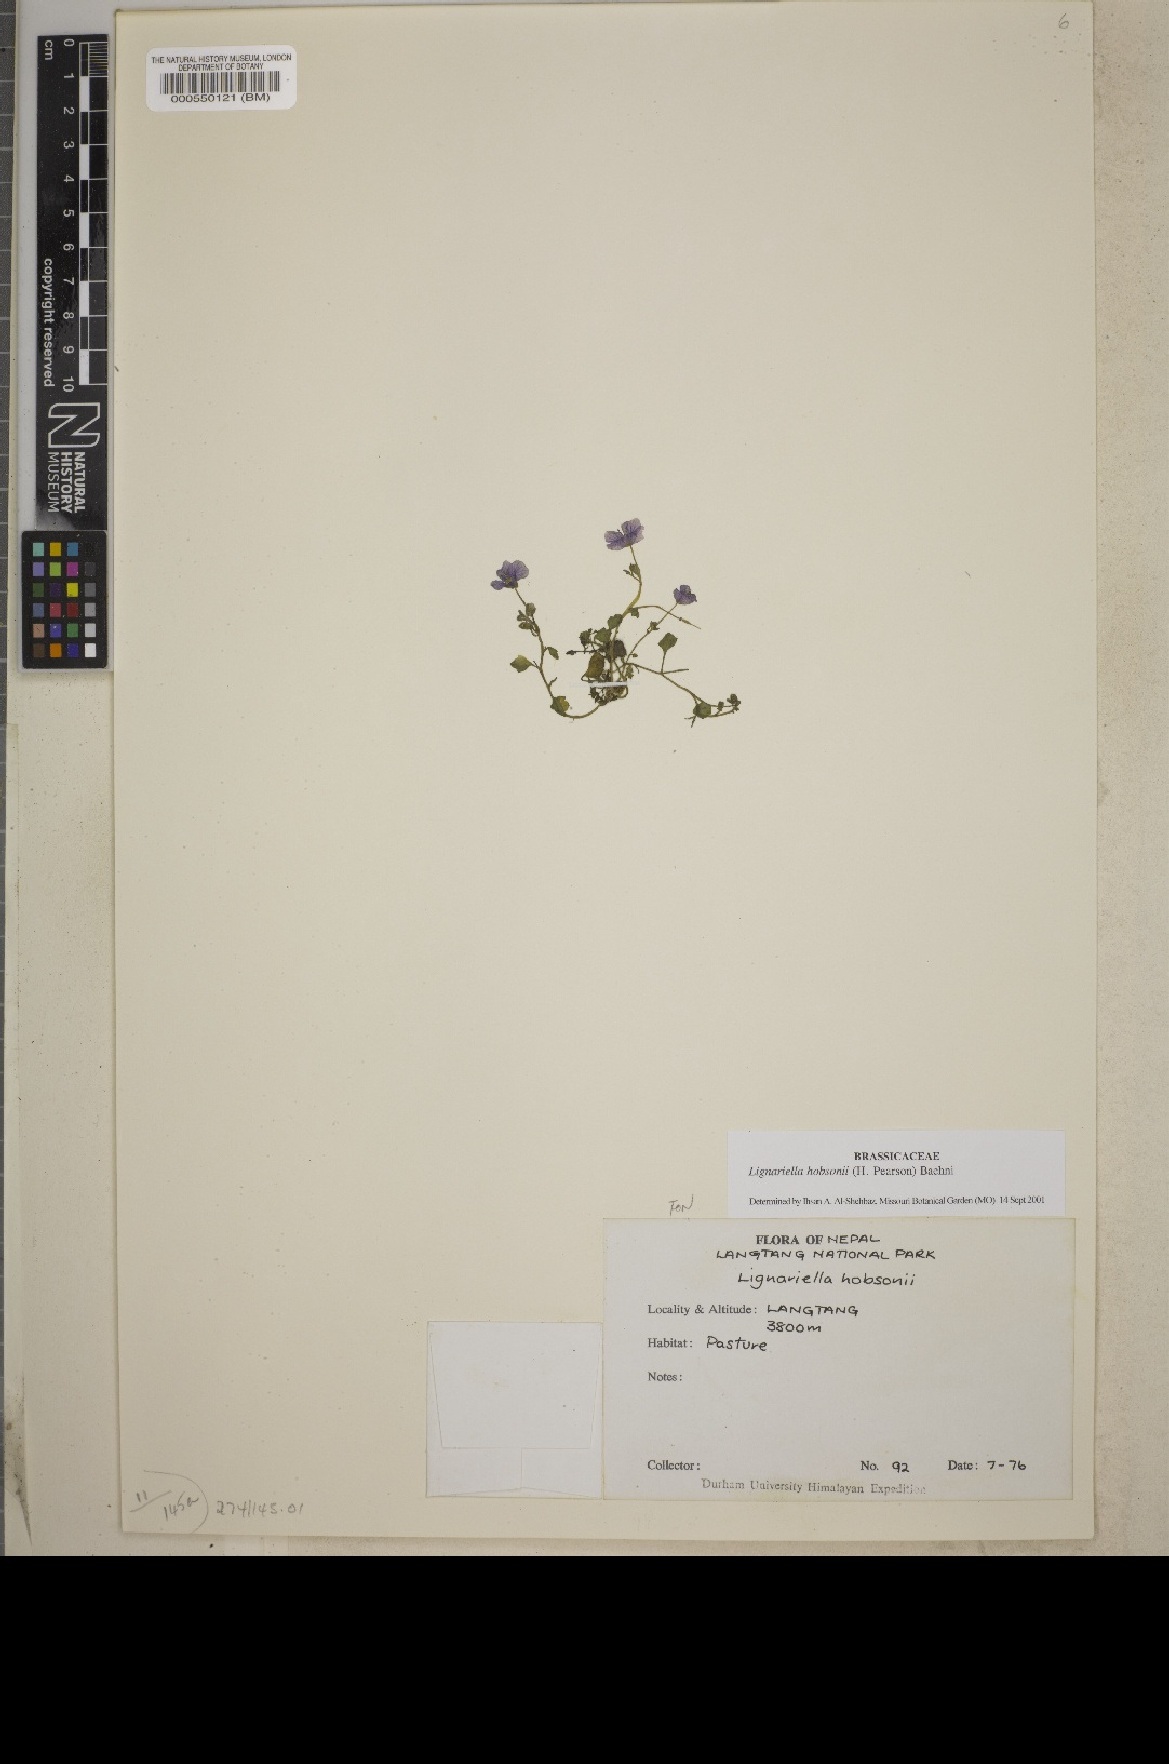 6
THE NATURAL HISTORY MUSEUM, LONDON
DEPARTMENT OF BOTANY
000550121 (BM)
cm
0
1
2
3
4
5
6
7
8
9
10
copyright reserved
NATURAL
HISTORY
MUSEUM
BRASSICACEAE
Lignariella hobsonii (H. Pearson) Baehni
Determined by Ihsan A. Al-Shehbaz, Missouri Botanical Garden (MO) 14 Sept 2001
FON
FLORA OF NEPAL
LANGTANG NATIONAL PARK
Lignariella hobsonii
Locality & Altitude: LANGTANG
3800m
Habitat: Pasture
Notes:
Collector: No. 92 Date: 7-76
Durham University Himalayan Expedition
11
145a
274/145.01